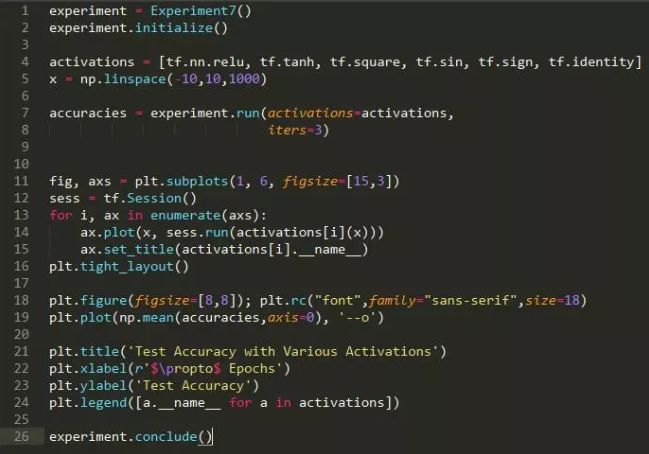 1 experiment = Experiment7()
2 experiment.initialize()
3
4 activations = [tf.nn.relu, tf.tanh, tf.square, tf.sin, tf.sign, tf.identity]
5 x = np.linspace(-10,10,1000)
6
7 accuracies = experiment.run(activations=activations,
8                             iters=3)
9
10
11 fig, axs = plt.subplots(1, 6, figsize=[15,3])
12 sess = tf.Session()
13 for i, ax in enumerate(axs):
14     ax.plot(x, sess.run(activations[i](x)))
15     ax.set_title(activations[i].__name__)
16 plt.tight_layout()
17
18 plt.figure(figsize=[8,8]); plt.rc("font",family="sans-serif",size=18)
19 plt.plot(np.mean(accuracies,axis=0), '--o')
20
21 plt.title('Test Accuracy with Various Activations')
22 plt.xlabel(r'$\propto$ Epochs')
23 plt.ylabel('Test Accuracy')
24 plt.legend([a.__name__ for a in activations])
25
26 experiment.conclude()